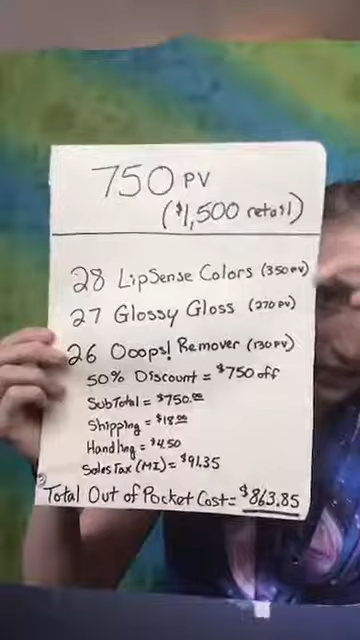 750 PV
($1,500 retail)
28 LipSense Colors (350 PV)
27 Glossy Gloss (270 PV)
26 Ooops! Remover (130 PV)
50% Discount = $750 off
SubTotal = $750.00
Shipping = $18.00
Handling = $4.50
Sales Tax (MI) = $91.35
Total Out of Pocket Cost = $863.85